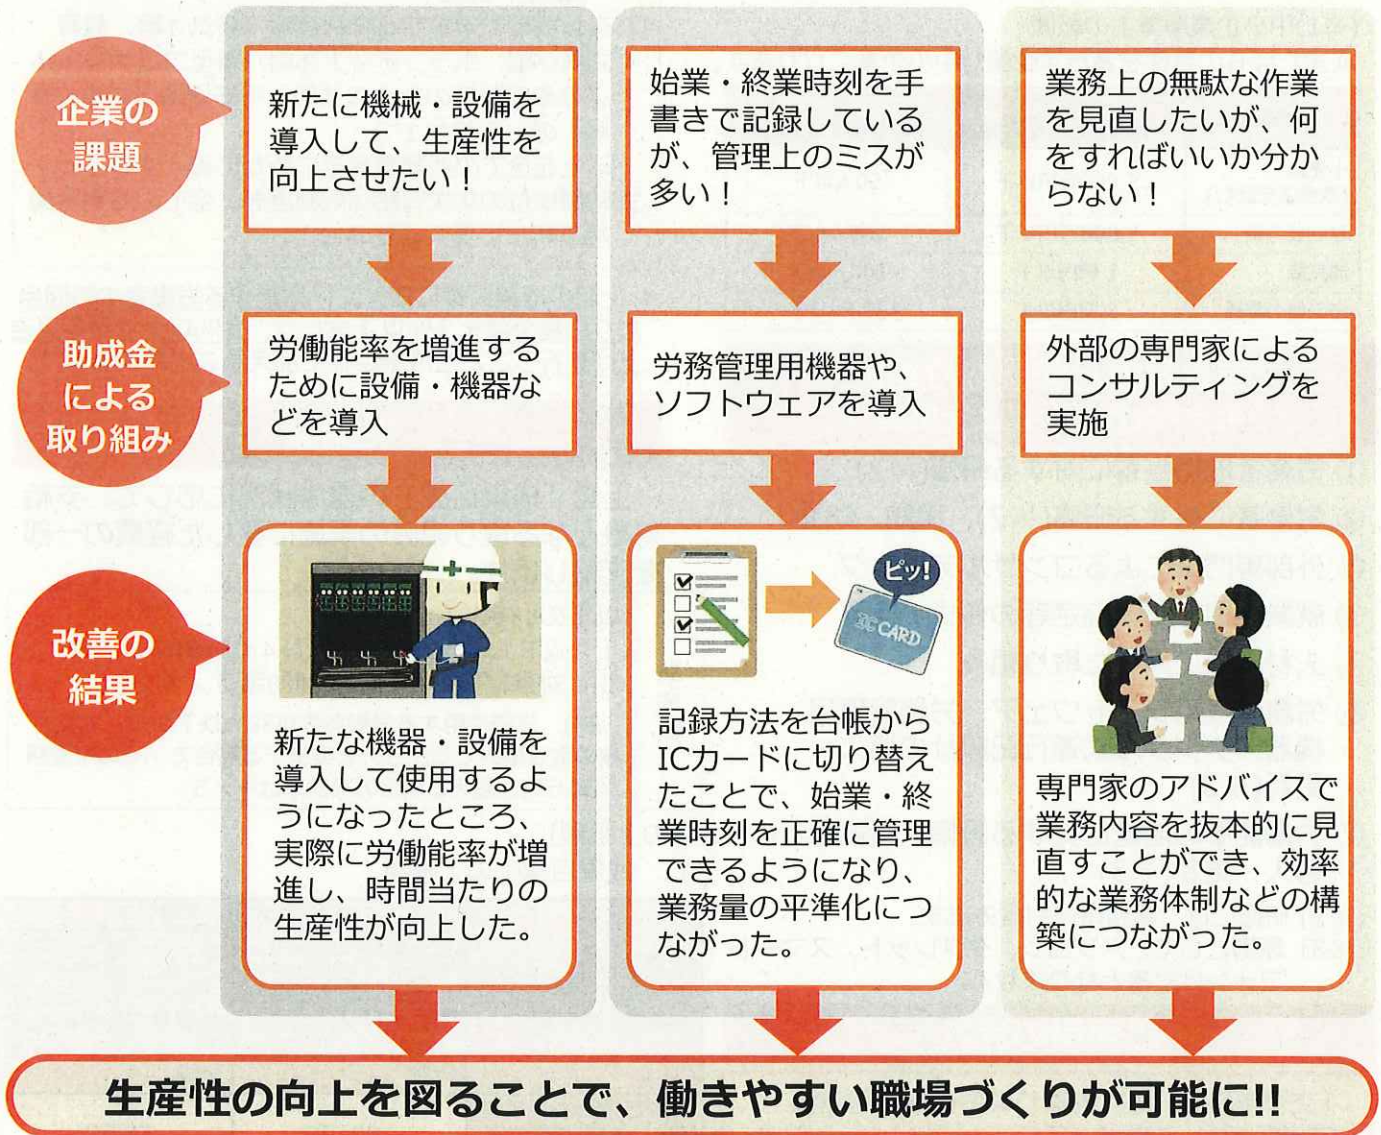 企業の
課題
新たに機械・設備を
導入して、生産性を
向上させたい！
始業・終業時刻を手
書きで記録している
が、管理上のミスが
多い！
業務上の無駄な作業
を見直したいが、何
をすればいいか分か
らない！
助成金
による
取り組み
労働能率を増進する
ために設備・機器な
どを導入
労務管理用機器や、
ソフトウェアを導入
外部の専門家による
コンサルティングを
実施
改善の
結果
新たな機器・設備を
導入して使用するよ
うになったところ、
実際に労働能率が増
進し、時間当たりの
生産性が向上した。
ピッ!
IC CARD
記録方法を台帳から
ICカードに切り替え
たことで、始業・終
業時刻を正確に管理
できるようになり、
業務量の平準化につ
ながった。
専門家のアドバイスで
業務内容を抜本的に見
直すことができ、効率
的な業務体制などの構
築につながった。
生産性の向上を図ることで、働きやすい職場づくりが可能に!!